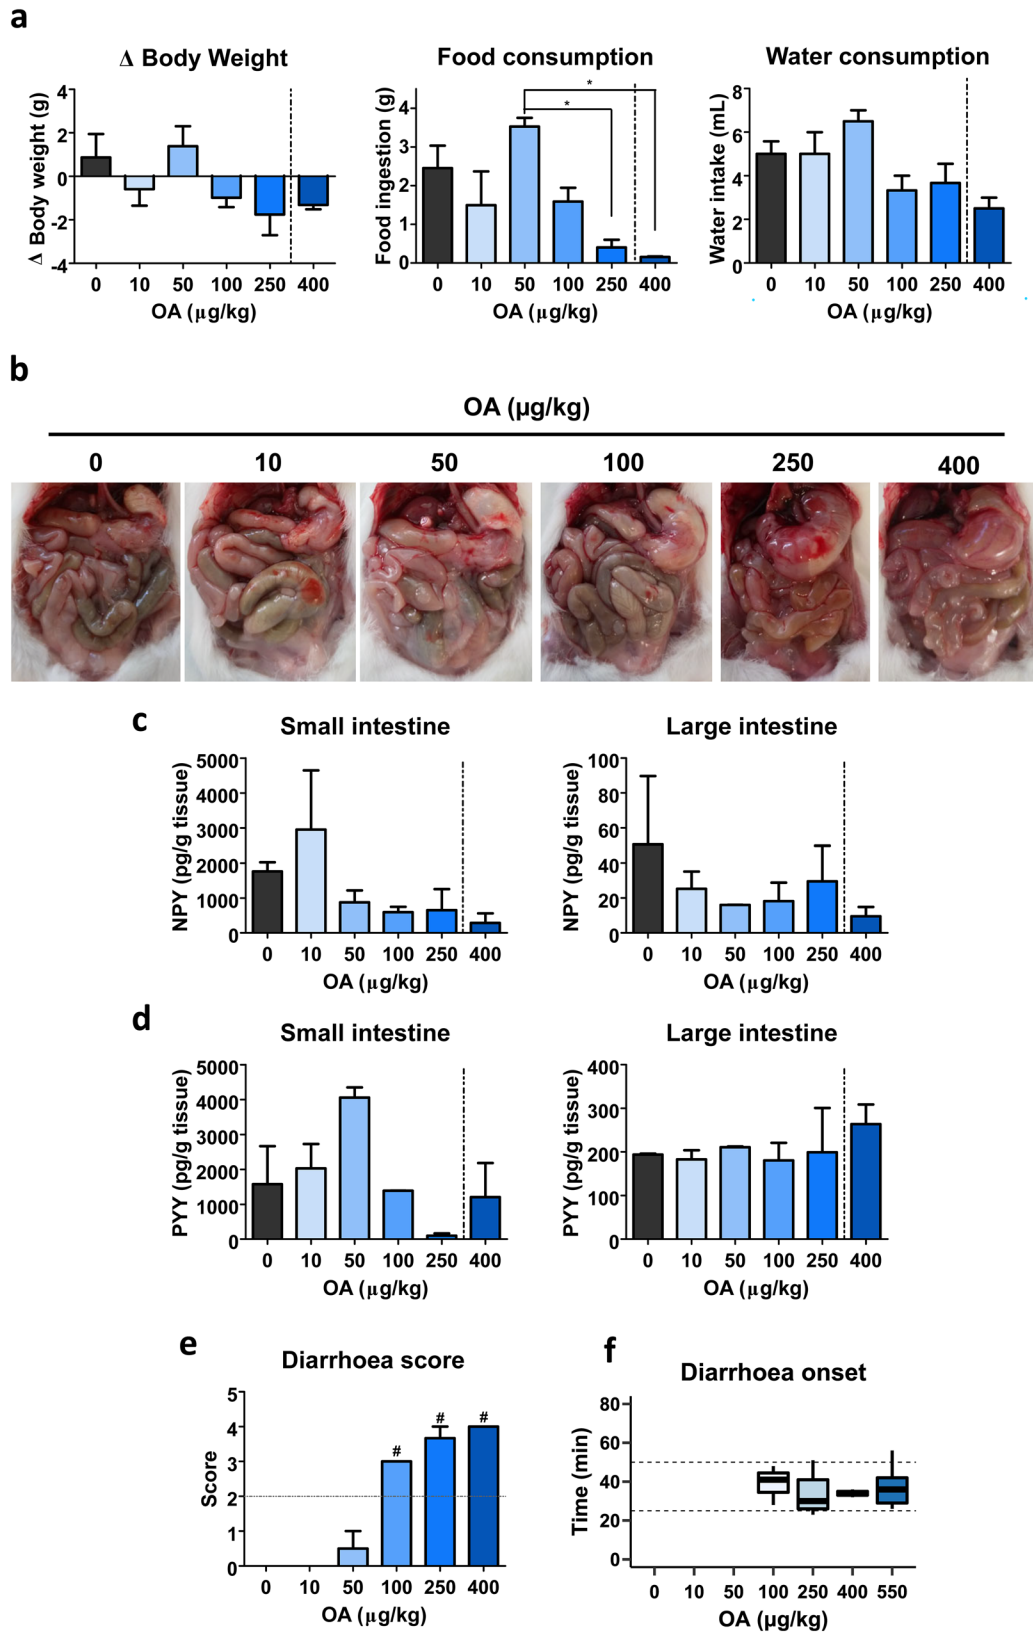 a
Δ Body Weight
Food consumption
Water consumption
Δ Body weight (g)
4
2
0
-2
-4
0 10 50 100 250 400
OA (µg/kg)
Food ingestion (g)
4
3
2
1
0
* *
0 10 50 100 250 400
OA (µg/kg)
Water intake (mL)
8
6
4
2
0
0 10 50 100 250 400
OA (µg/kg)
b
OA (µg/kg)
0 10 50 100 250 400
c
Small intestine
NPY (pg/g tissue)
5000
4000
3000
2000
1000
0
0 10 50 100 250 400
OA (µg/kg)
Large intestine
NPY (pg/g tissue)
100
80
60
40
20
0
0 10 50 100 250 400
OA (µg/kg)
d
Small intestine
PYY (pg/g tissue)
5000
4000
3000
2000
1000
0
0 10 50 100 250 400
OA (µg/kg)
Large intestine
PYY (pg/g tissue)
400
300
200
100
0
0 10 50 100 250 400
OA (µg/kg)
e
Diarrhoea score
Score
5
4
3
2
1
0
# # #
0 10 50 100 250 400
OA (µg/kg)
f
Diarrhoea onset
Time (min)
80
60
40
20
0
0 10 50 100 250 400 550
OA (µg/kg)